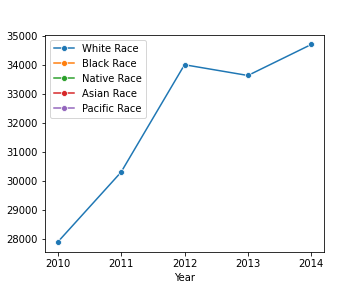 35000
34000
33000
32000
31000
30000
29000
28000
White Race
Black Race
Native Race
Asian Race
Pacific Race
2010 2011 2012 2013 2014
Year